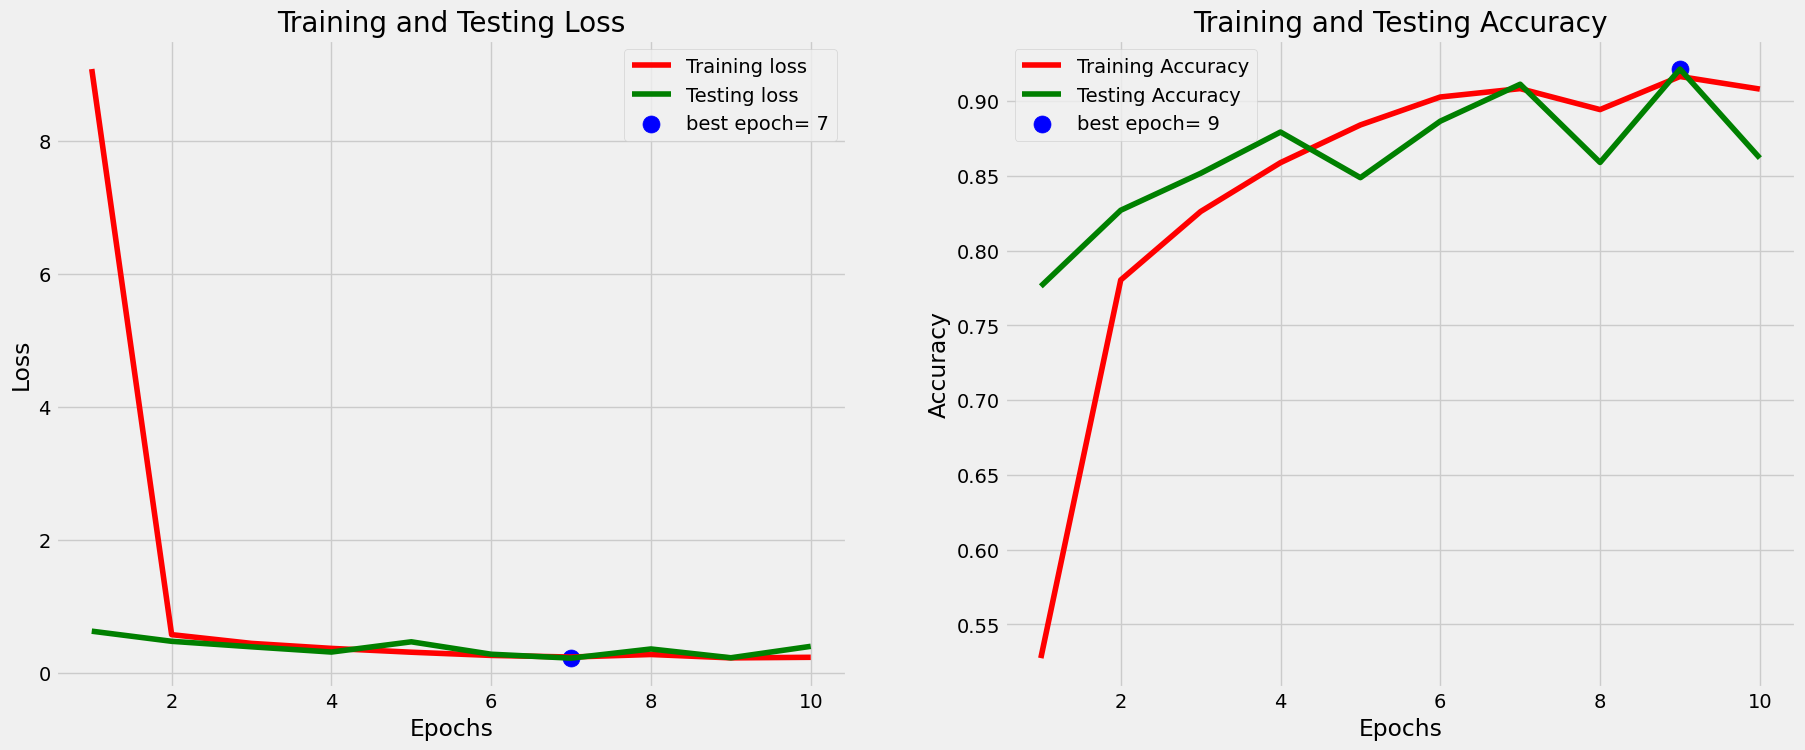 Training and Testing Loss
Training loss
Testing loss
best epoch= 7
8
6
4
2
0
Loss
2
4
6
8
10
Epochs
Training and Testing Accuracy
Training Accuracy
Testing Accuracy
best epoch= 9
0.90
0.85
0.80
0.75
0.70
0.65
0.60
0.55
Accuracy
2
4
6
8
10
Epochs